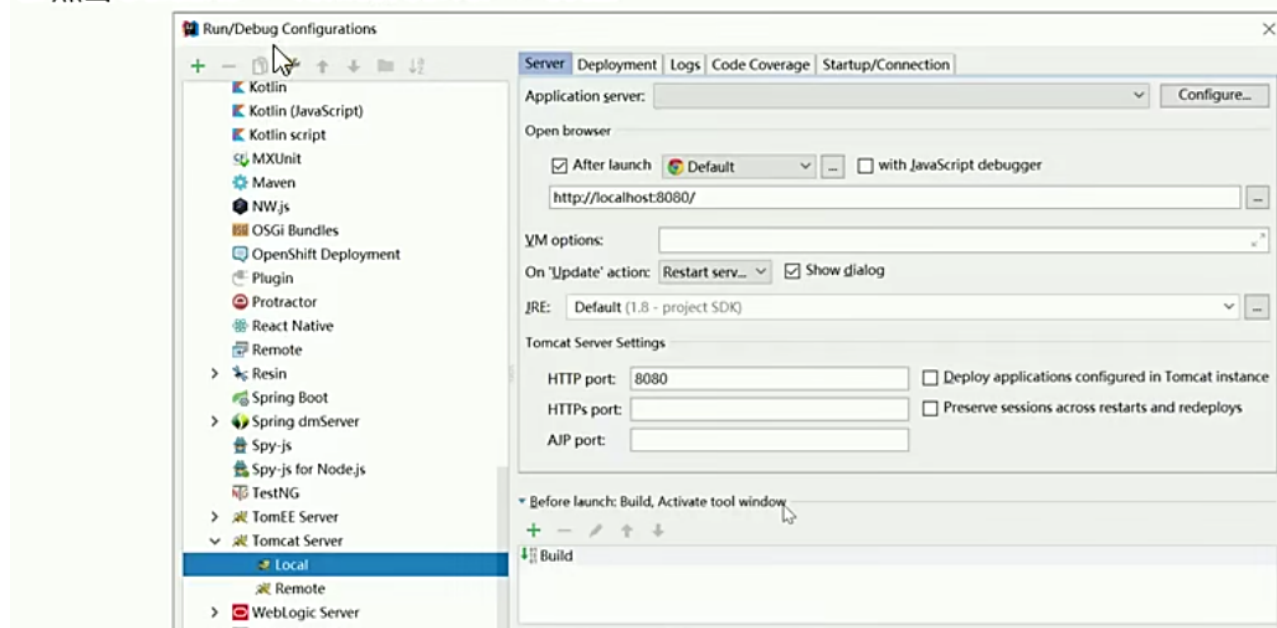 Run/Debug Configurations
Kotlin
Kotlin (JavaScript)
Kotlin script
MXUnit
Maven
NW.js
OSGi Bundles
OpenShift Deployment
Plugin
Protractor
React Native
Remote
Resin
Spring Boot
Spring dmServer
Spy-js
Spy-js for Node.js
TestNG
TomEE Server
Tomcat Server
Local
Remote
WebLogic Server
Server Deployment Logs Code Coverage Startup/Connection
Application server: Configure...
Open browser
After launch Default ... with JavaScript debugger
http://localhost:8080/ ...
VM options:
On 'Update' action: Restart serv... Show dialog
JRE: Default (1.8 - project SDK) ...
Tomcat Server Settings
HTTP port: 8080 Deploy applications configured in Tomcat instance
HTTPs port: Preserve sessions across restarts and redeploys
AJP port:
Before launch: Build, Activate tool window
Build